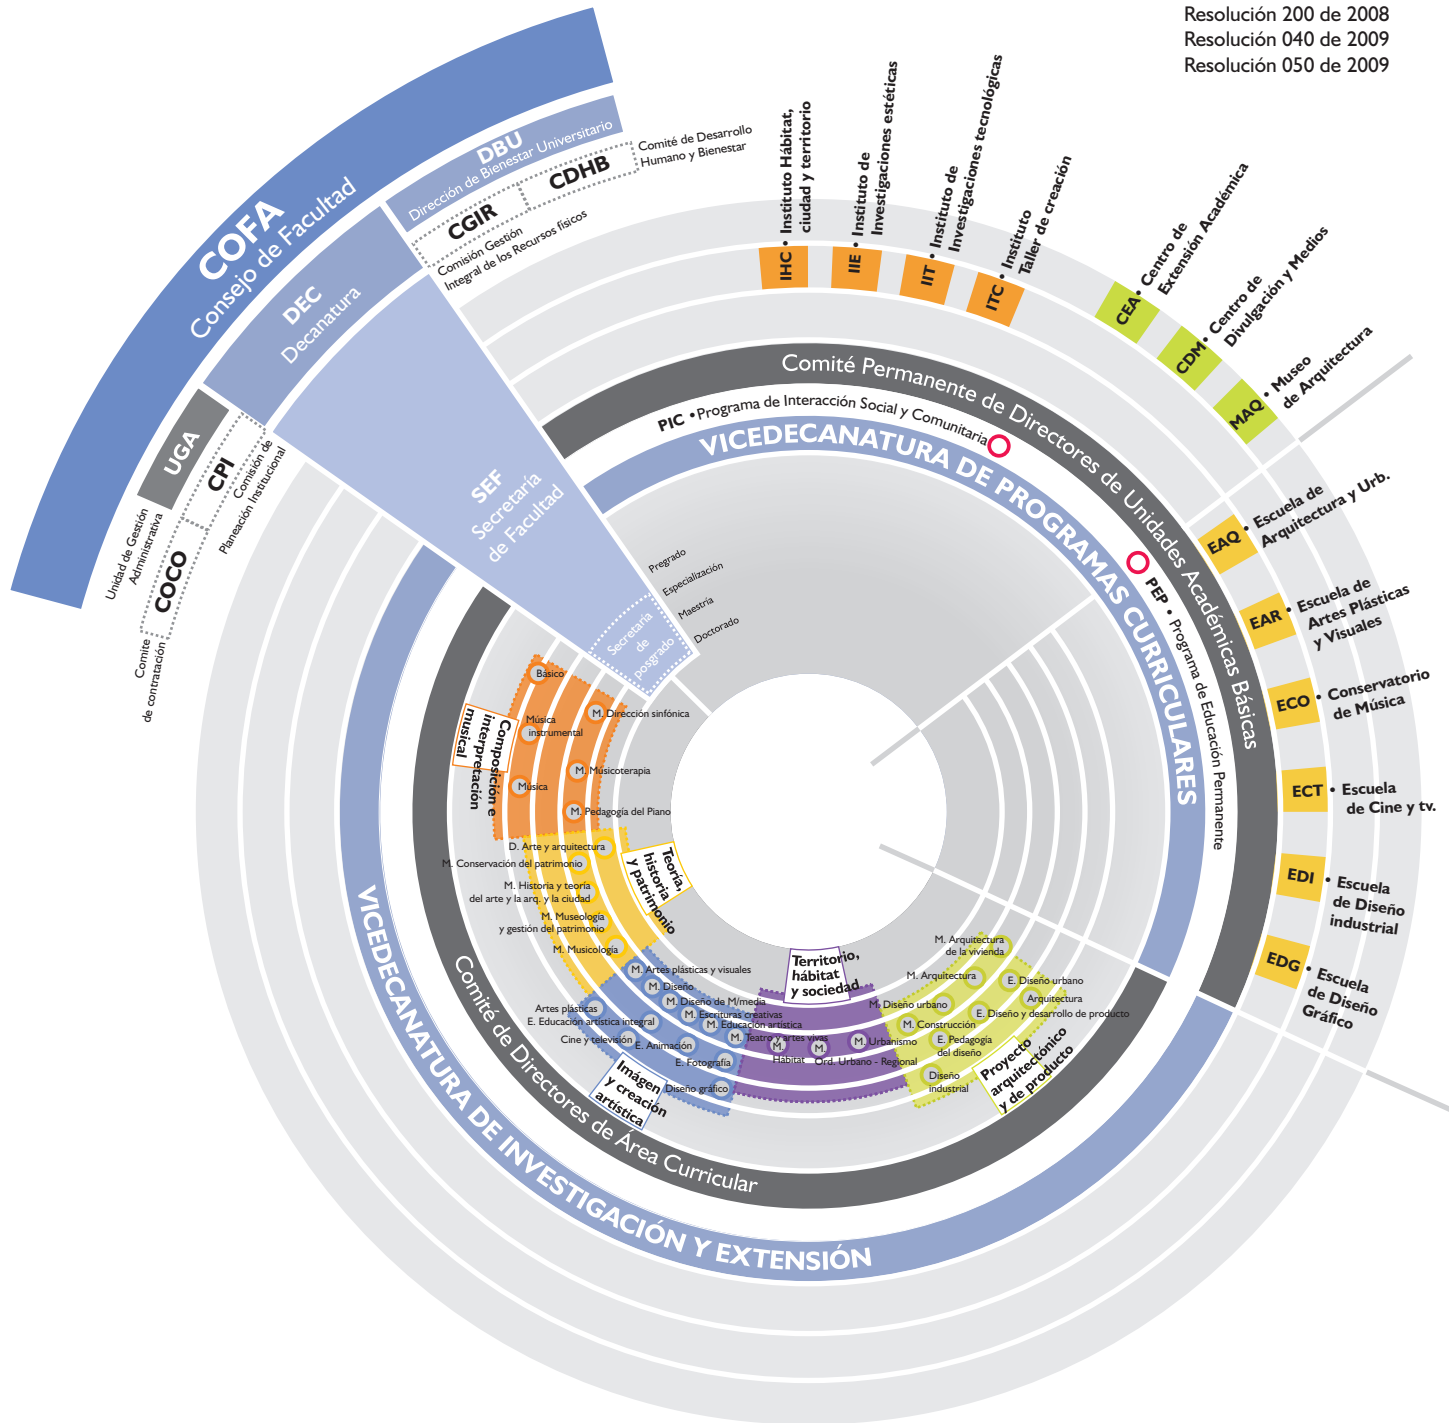 Resolución 200 de 2008
Resolución 040 de 2009
Resolución 050 de 2009
COFA
Consejo de Facultad
DBU
Dirección de Bienestar Universitario
CGIR
CDHB
Comité de Desarrollo
Humano y Bienestar
Comisión Gestión
Integral de los Recursos físicos
DEC
Decanatura
UGA
Unidad de Gestión
Administrativa
CPI
Comisión de
Planeación Institucional
COCO
Comite
de contratación
SEF
Secretaría
de Facultad
Secretaría
de
posgrado
Pregrado
Especialización
Maestría
Doctorado
IHC • Instituto Hábitat,
ciudad y territorio
IIE • Instituto de
Investigaciones estéticas
IIT • Instituto de
Investigaciones tecnológicas
ITC • Instituto
Taller de creación
CEA • Centro de
Extensión Académica
CDM • Centro de
Divulgación y Medios
MAQ • Museo
de Arquitectura
EAQ • Escuela de
Arquitectura y Urb.
EAR • Escuela de
Artes Plásticas
y Visuales
ECO • Conservatorio
de Música
ECT • Escuela
de Cine y tv.
EDI • Escuela
de Diseño
industrial
EDG • Escuela
de Diseño
Gráfico
Comité Permanente de Directores de Unidades Académicas Básicas
PIC • Programa de Interacción Social y Comunitaria
PEP • Programa de Educación Permanente
VICEDECANATURA DE PROGRAMAS CURRICULARES
VICEDECANATURA DE INVESTIGACIÓN Y EXTENSIÓN
Comité de Directores de Área Curricular
Composición e
interpretación
musical
Básico
Música
instrumental
Música
M. Dirección sinfónica
M. Musicoterapia
M. Pedagogía del Piano
Teoría,
historia
y patrimonio
D. Arte y arquitectura
M. Conservación del patrimonio
M. Historia y teoría
del arte y la arq. y la ciudad
M. Museología
y gestión del patrimonio
M. Musicología
Imágen
y creación
artística
M. Artes plásticas y visuales
M. Diseño
M. Diseño de M/media
M. Escrituras creativas
M. Educación artística
M. Teatro y artes vivas
Artes plásticas
E. Educación artistica integral
Cine y televisión
E. Animación
E. Fotografía
Diseño gráfico
Territorio,
hábitat
y sociedad
M.
Hábitat
M.
Ord. Urbano - Regional
M. Urbanismo
Proyecto
arquitectónico
y de producto
M. Arquitectura
de la vivienda
M. Arquitectura
M. Diseño urbano
M. Construcción
E. Diseño urbano
Arquitectura
E. Diseño y desarrollo de producto
E. Pedagogía
del diseño
Diseño
industrial